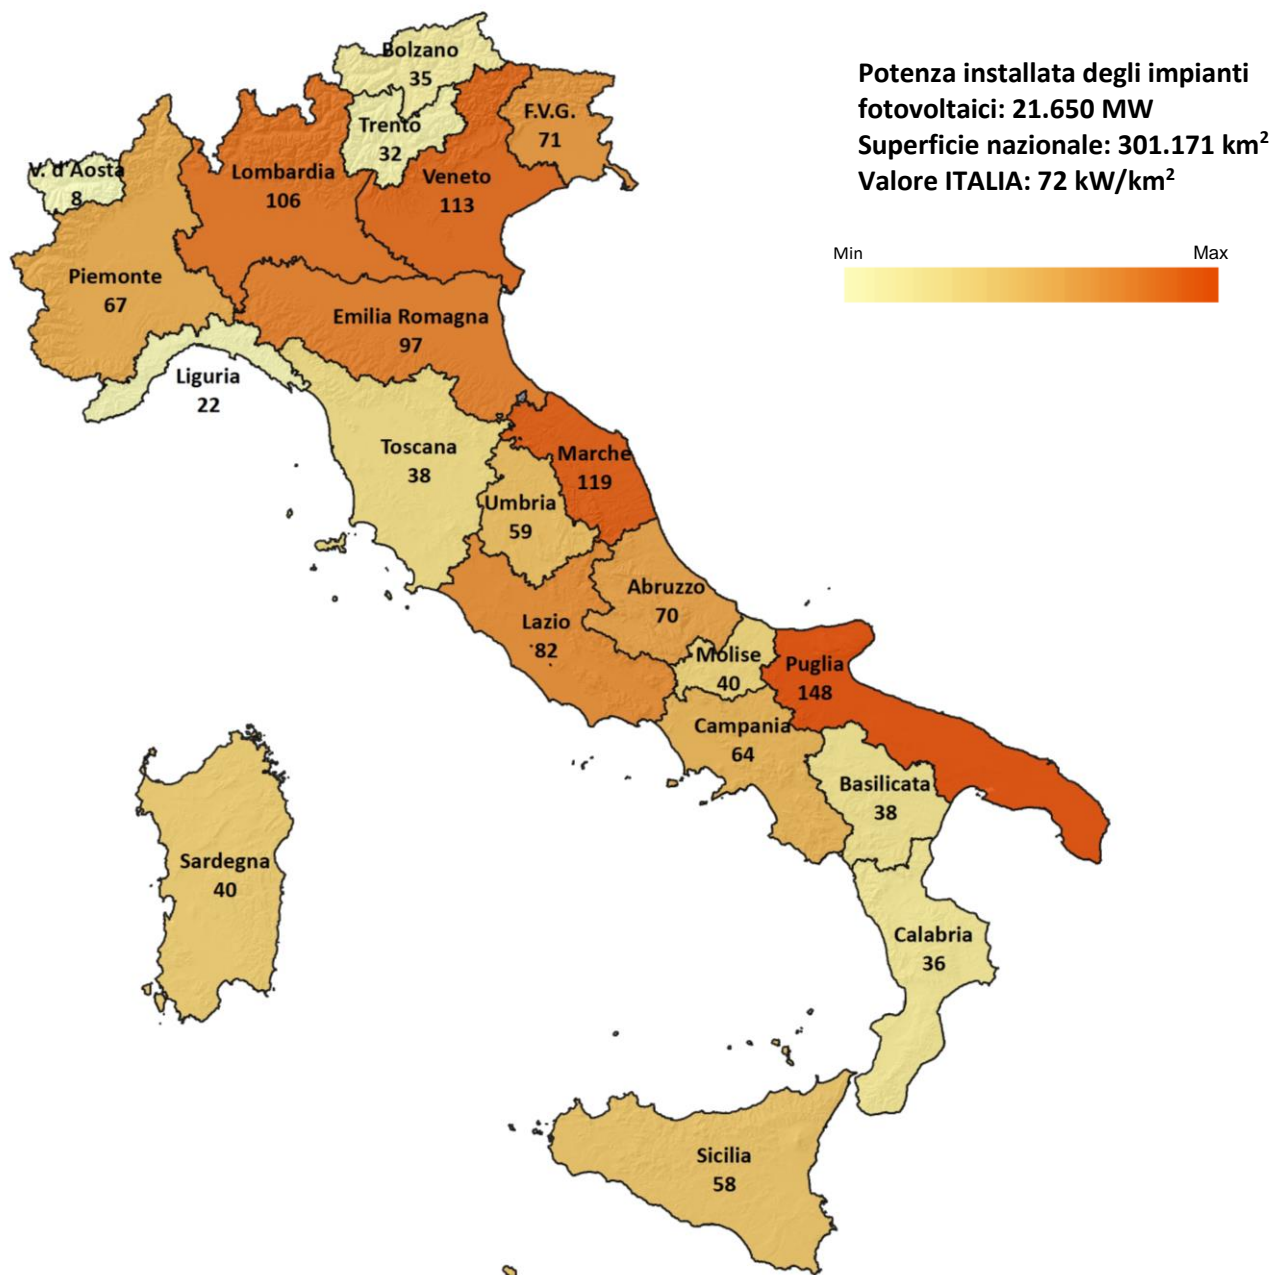 Potenza installata degli impianti
fotovoltaici: 21.650 MW
Superficie nazionale: 301.171 km²
Valore ITALIA: 72 kW/km²
Min Max
Bolzano
35
Trento
32
F.V.G.
71
V. d'Aosta
8
Lombardia
106
Veneto
113
Piemonte
67
Emilia Romagna
97
Liguria
22
Toscana
38
Marche
119
Umbria
59
Abruzzo
70
Lazio
82
Molise
40
Puglia
148
Campania
64
Basilicata
38
Sardegna
40
Calabria
36
Sicilia
58